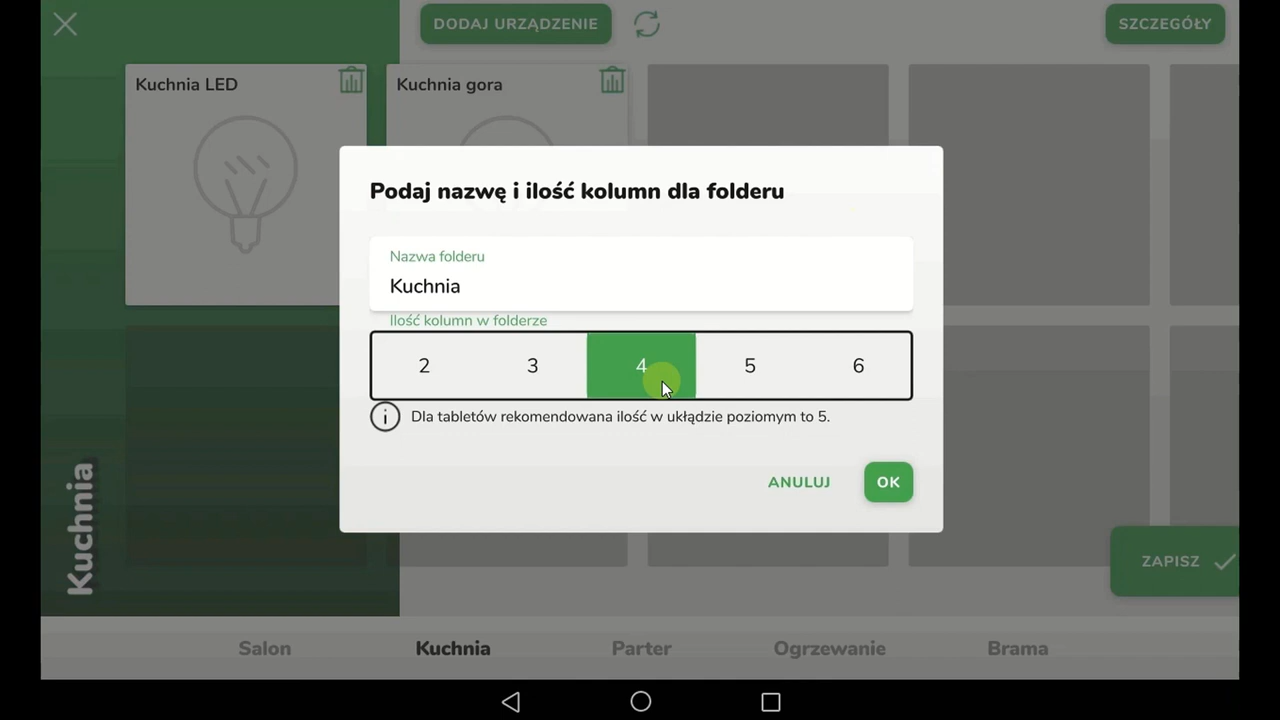 DODAJ URZĄDZENIE
SZCZEGÓŁY
Kuchnia LED
Kuchnia gora
Podaj nazwę i ilość kolumn dla folderu
Nazwa folderu
Kuchnia
Ilość kolumn w folderze
2 3 4 5 6
i Dla tabletów rekomendowana ilość w ukłądzie poziomym to 5.
ANULUJ OK
Kuchnia
ZAPISZ
Salon Kuchnia Parter Ogrzewanie Brama